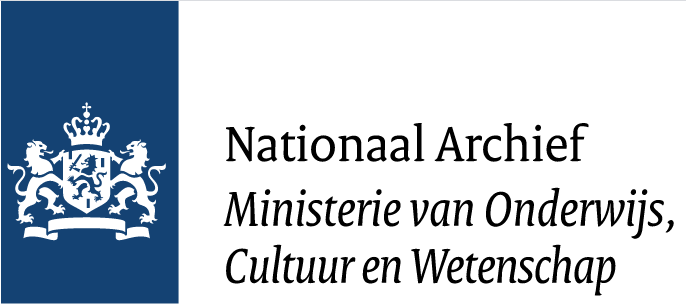 Nationaal Archief
Ministerie van Onderwijs,
Cultuur en Wetenschap